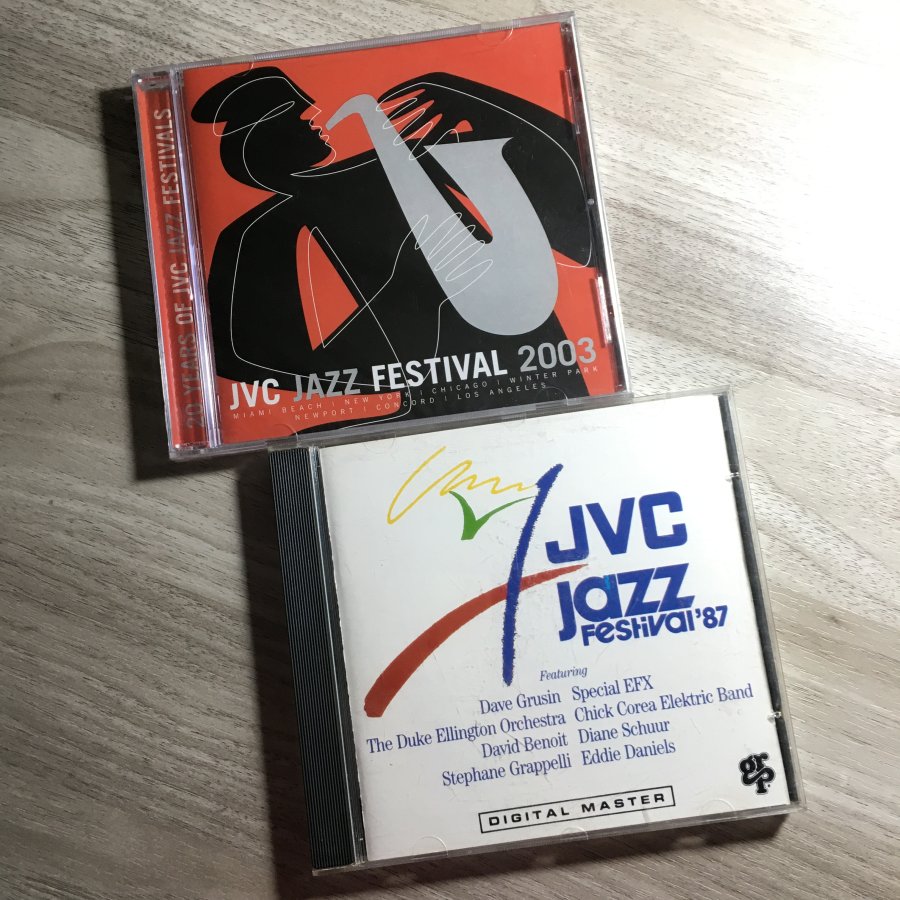 20 YEARS OF JVC JAZZ FESTIVALS
JVC JAZZ FESTIVAL 2003
MIAMI BEACH | NEW YORK | CHICAGO | WINTER PARK
NEWPORT | CONCORD | LOS ANGELES
JVC
jazz
Festival '87
Featuring
Dave Grusin Special EFX
The Duke Ellington Orchestra Chick Corea Elektric Band
David Benoit Diane Schuur
Stephane Grappelli Eddie Daniels
DIGITAL MASTER
grp